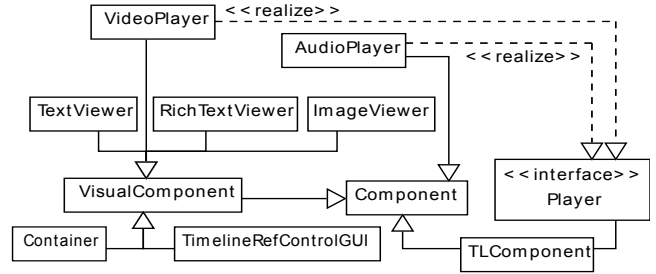 VideoPlayer
<<realize>>
AudioPlayer
<<realize>>
TextViewer
RichTextViewer
ImageViewer
<<interface>>
Player
VisualComponent
Component
Container
TimelineRefControlGUI
TLComponent